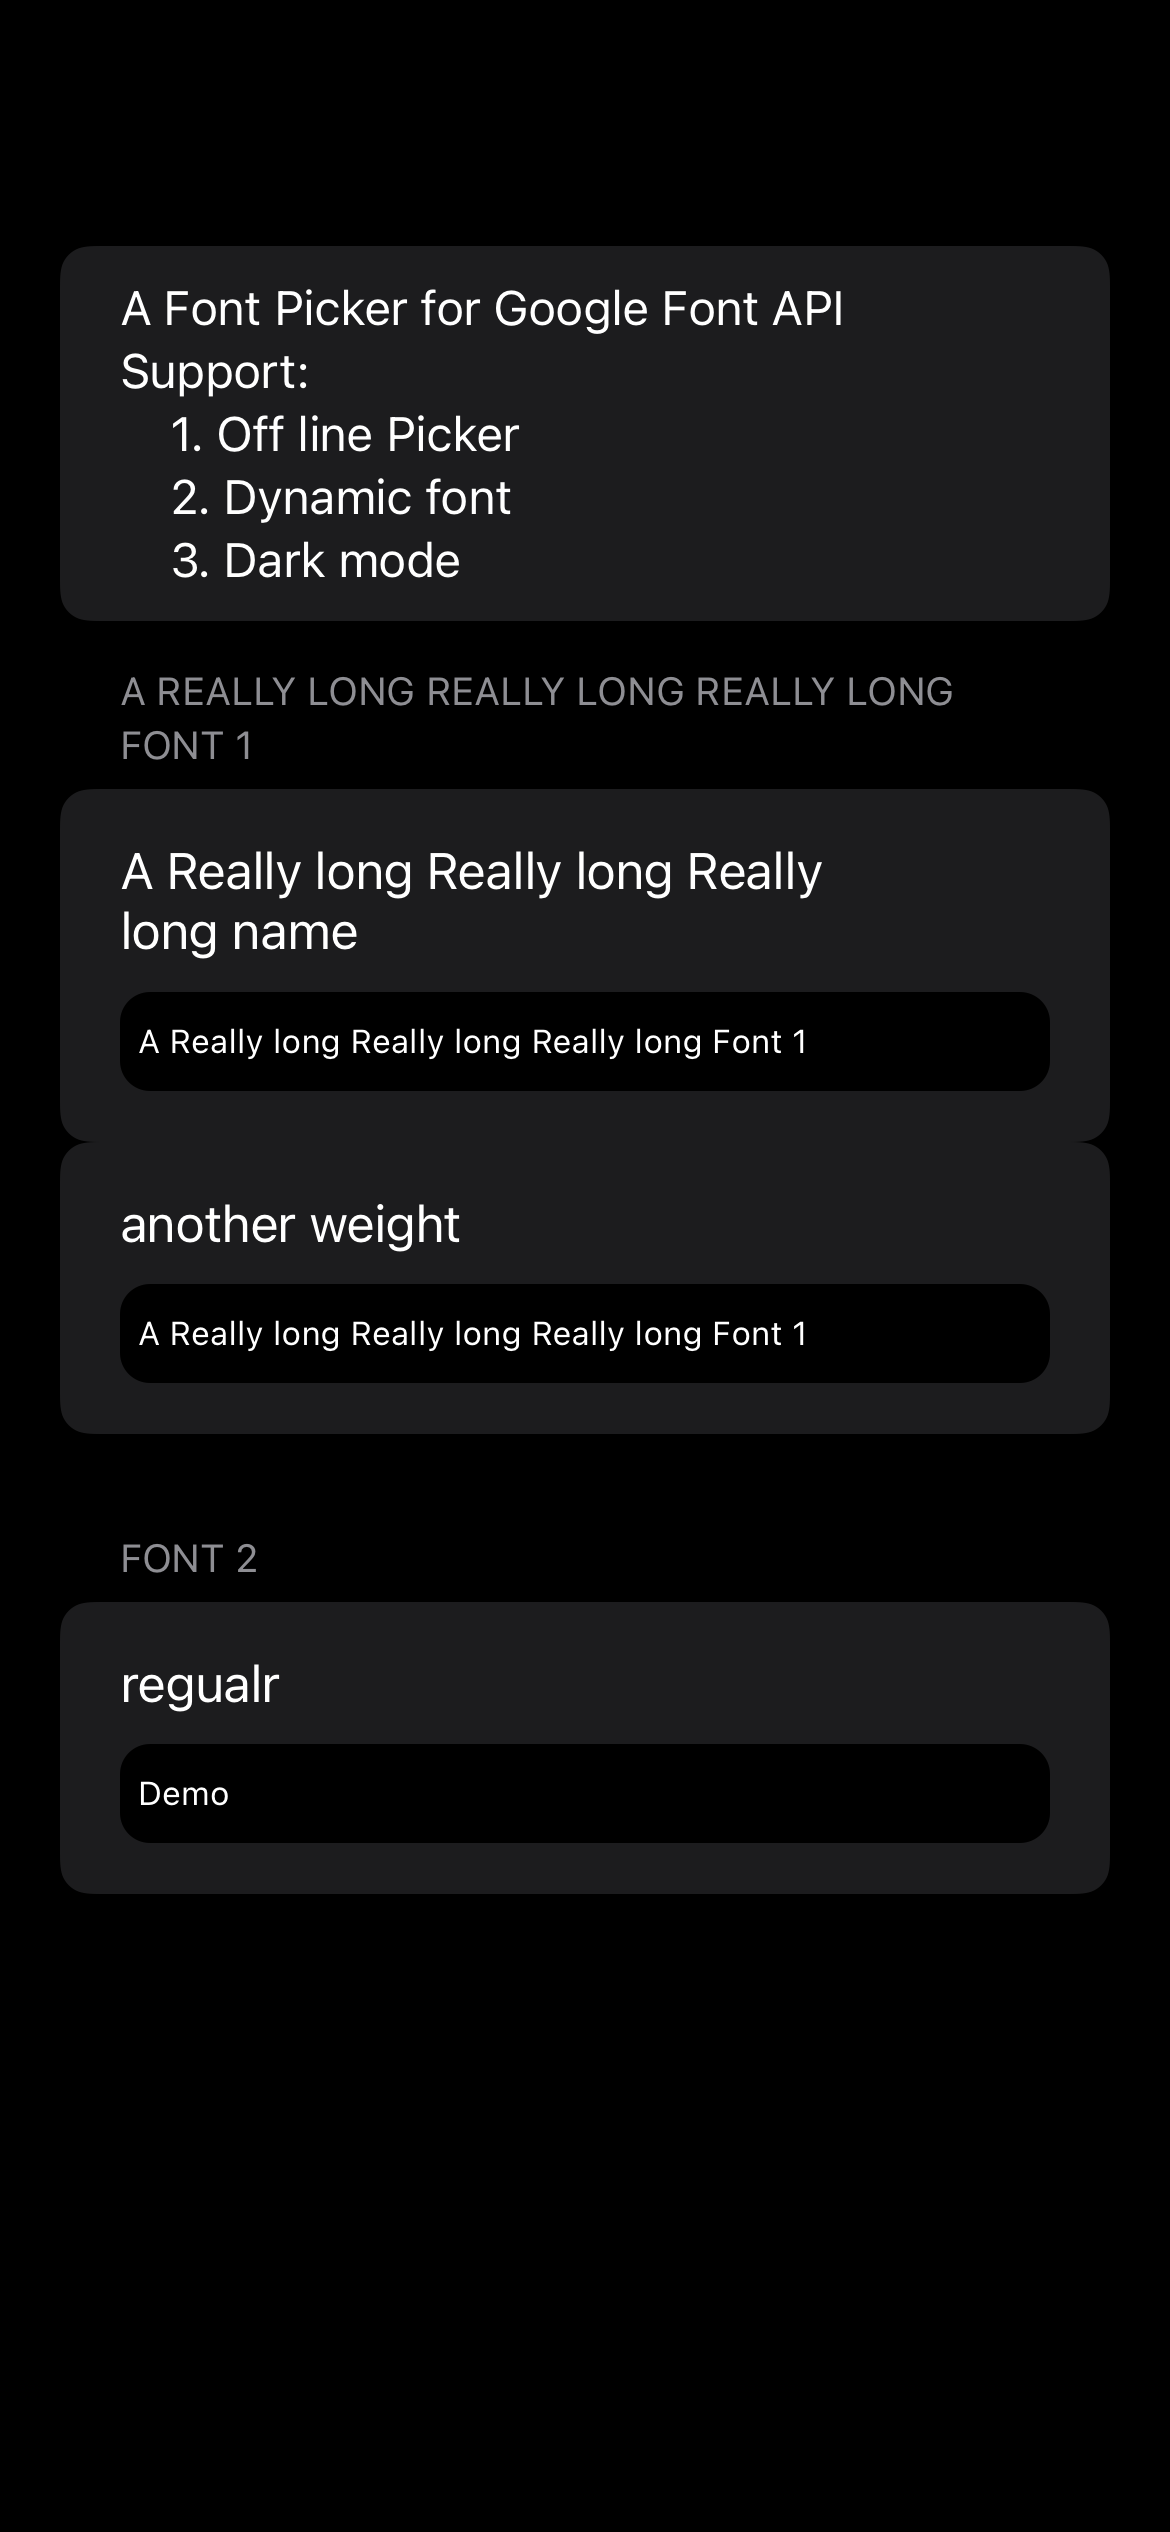 A Font Picker for Google Font API
Support:
1. Off line Picker
2. Dynamic font
3. Dark mode
A REALLY LONG REALLY LONG REALLY LONG
FONT 1
A Really long Really long Really
long name
A Really long Really long Really long Font 1
another weight
A Really long Really long Really long Font 1
FONT 2
regualr
Demo